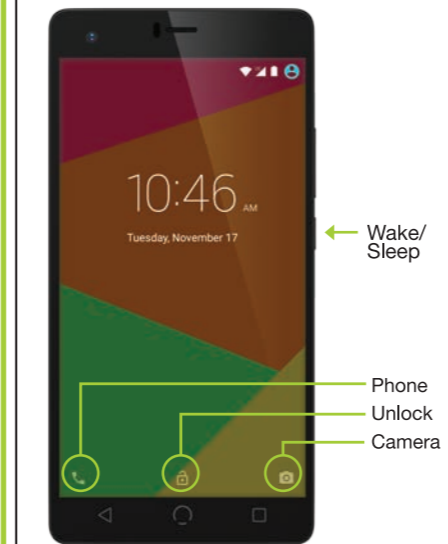 10:46 AM
Tuesday, November 17
Wake/
Sleep
Phone
Unlock
Camera